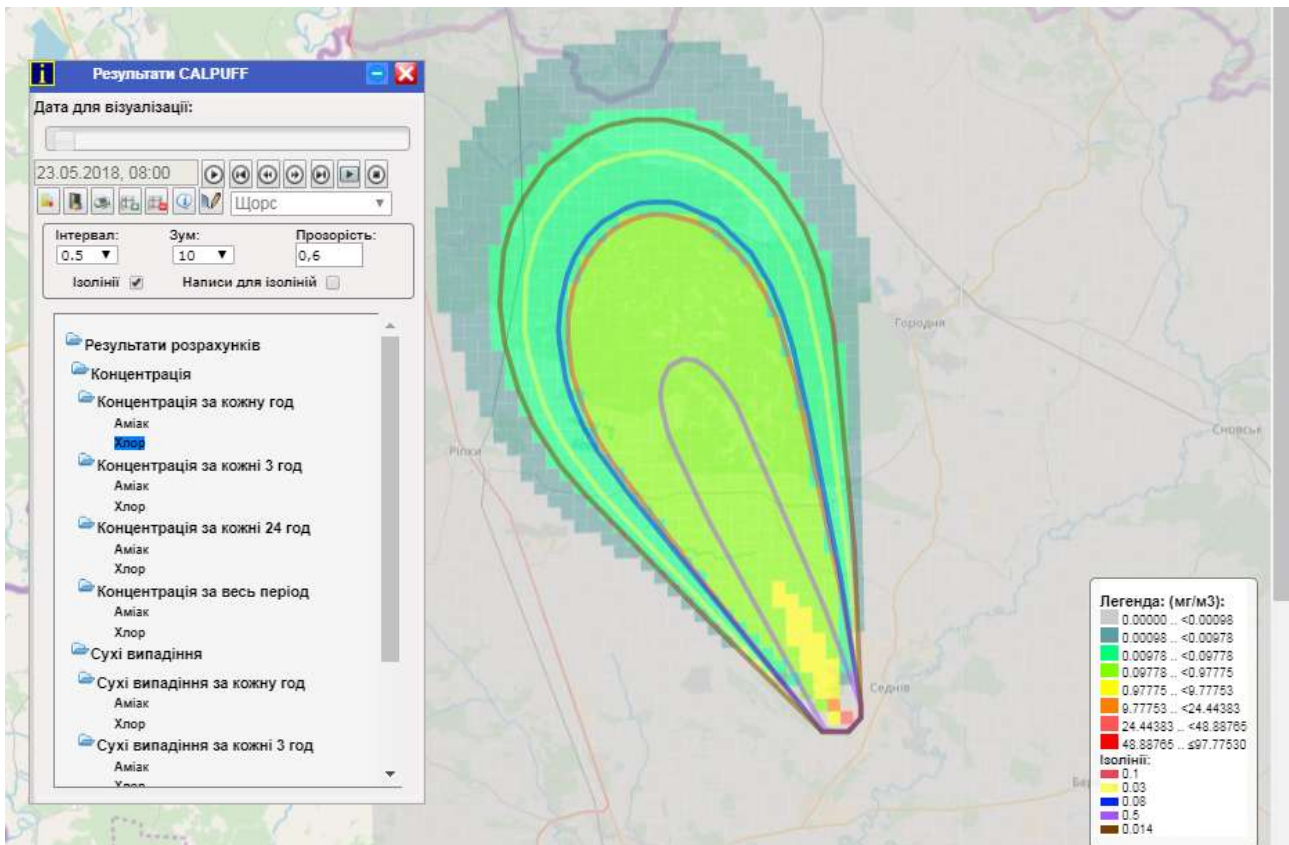 Результати CALPUFF
Дата для візуалізації:
23.05.2018, 08:00
Щорс
Інтервал: Зум: Прозорість:
0.5 10 0,6
Ізолінії Написи для ізоліній
Результати розрахунків
Концентрація
Концентрація за кожну год
Аміак
Хлор
Концентрація за кожні 3 год
Аміак
Хлор
Концентрація за кожні 24 год
Аміак
Хлор
Концентрація за весь період
Аміак
Хлор
Сухі випадіння
Сухі випадіння за кожну год
Аміак
Хлор
Сухі випадіння за кожні 3 год
Аміак
Хлор
Городня
Сновськ
Ріпки
Седнів
Легенда: (мг/м3):
0.00000 .. <0.00098
0.00098 .. <0.00978
0.00978 .. <0.09778
0.09778 .. <0.97775
0.97775 .. <9.77753
9.77753 .. <24.44383
24.44383 .. <48.88765
48.88765 .. ≤97.77530
Ізолінії:
0.1
0.03
0.08
0.5
0.014